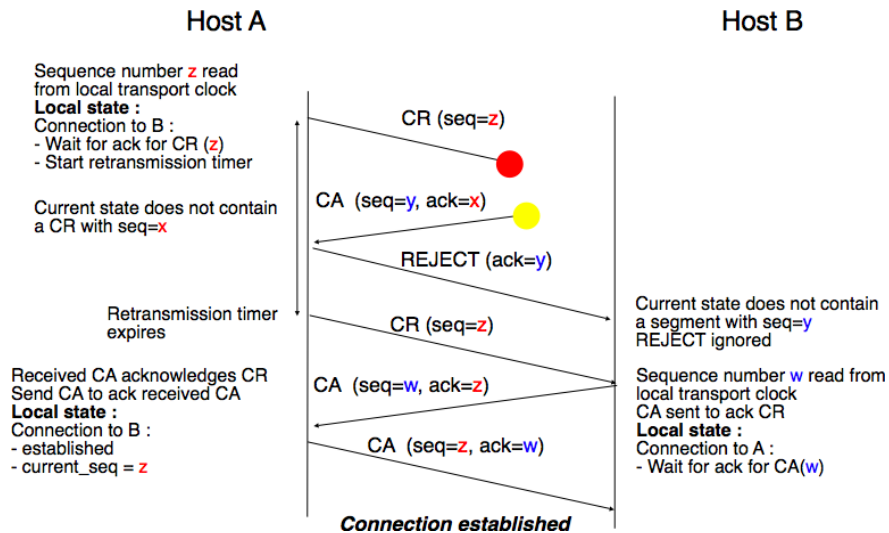 Host A
Host B
Sequence number z read
from local transport clock
Local state :
Connection to B :
- Wait for ack for CR (z)
- Start retransmission timer
CR (seq=z)
Current state does not contain
a CR with seq=x
CA (seq=y, ack=x)
REJECT (ack=y)
Retransmission timer
expires
CR (seq=z)
Current state does not contain
a segment with seq=y
REJECT ignored
Received CA acknowledges CR
Send CA to ack received CA
Local state :
Connection to B :
- established
- current_seq = z
CA (seq=w, ack=z)
Sequence number w read from
local transport clock
CA sent to ack CR
Local state :
Connection to A :
- Wait for ack for CA(w)
CA (seq=z, ack=w)
Connection established